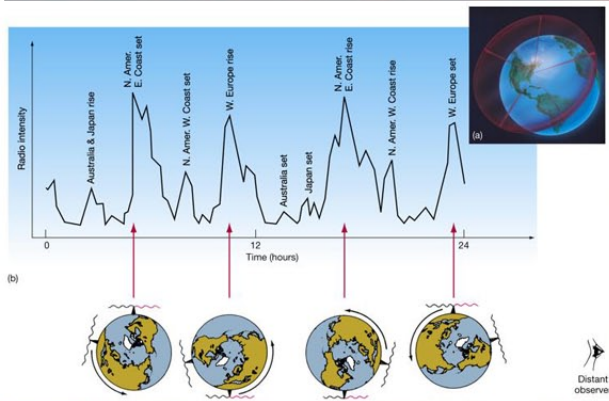 (a)
Radio intensity
Australia & Japan rise
N. Amer.
E. Coast set
N. Amer. W. Coast set
W. Europe rise
Australia set
Japan set
N. Amer.
E. Coast rise
N. Amer. W. Coast rise
W. Europe set
0
12
24
Time (hours)
(b)
Distant
observe